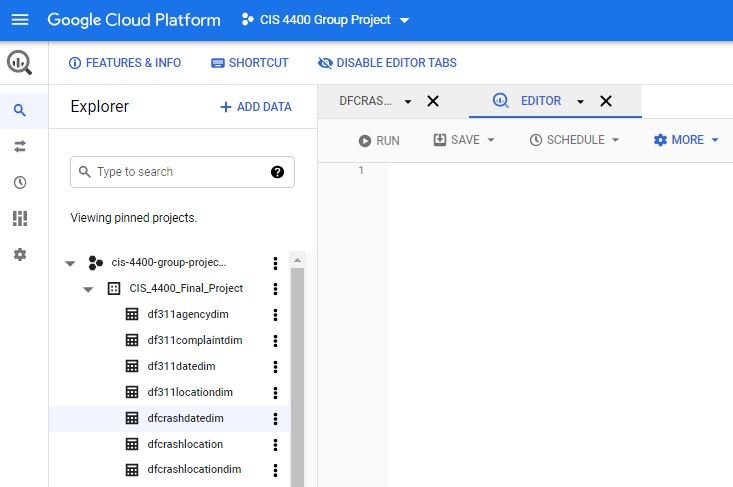 Google Cloud Platform CIS 4400 Group Project
FEATURES & INFO SHORTCUT DISABLE EDITOR TABS
Explorer + ADD DATA
DFCRAS... EDITOR
RUN SAVE SCHEDULE MORE
Type to search
1
Viewing pinned projects.
cis-4400-group-projec...
CIS_4400_Final_Project
df311agencydim
df311complaintdim
df311datedim
df311locationdim
dfcrashdatedim
dfcrashlocation
dfcrashlocationdim